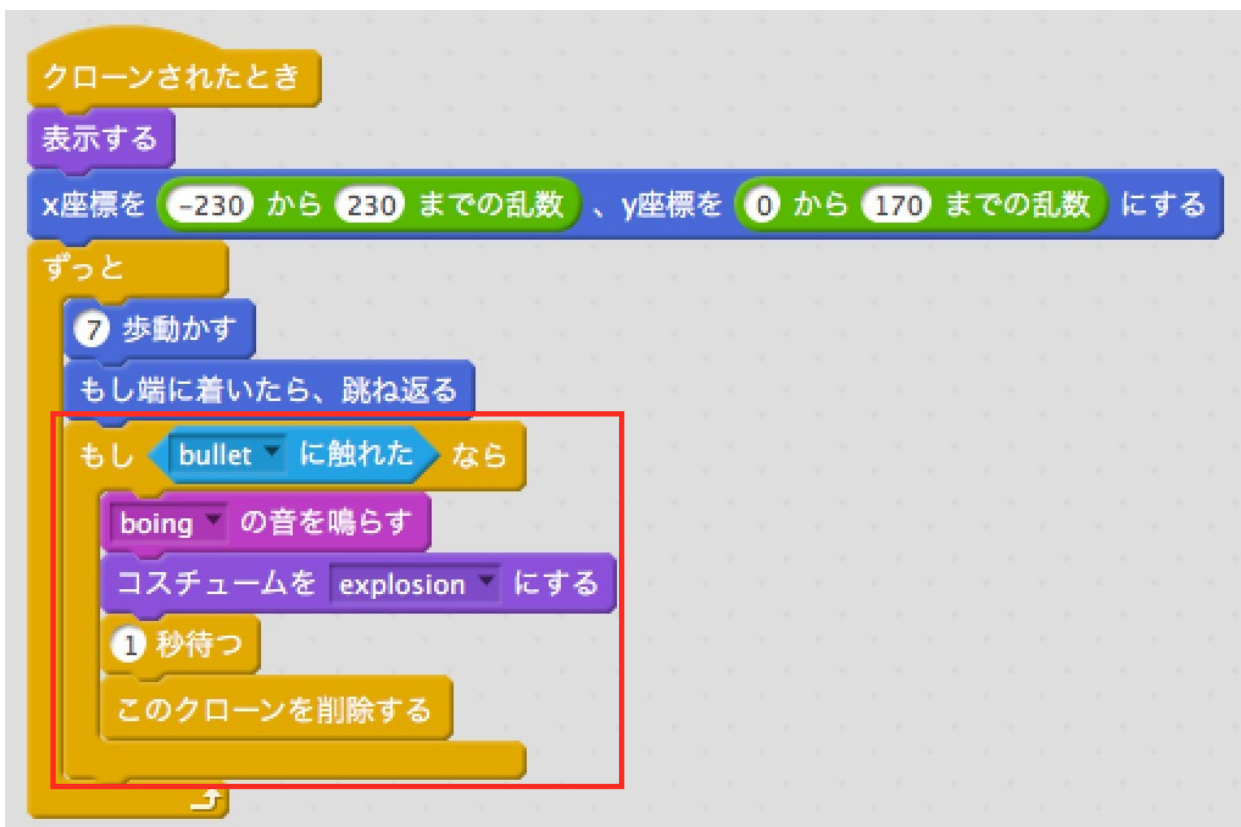 クローンされたとき
表示する
x座標を -230 から 230 までの乱数 、y座標を 0 から 170 までの乱数 にする
ずっと
7 歩動かす
もし端に着いたら、跳ね返る
もし bullet に触れた なら
boing の音を鳴らす
コスチュームを explosion にする
1 秒待つ
このクローンを削除する